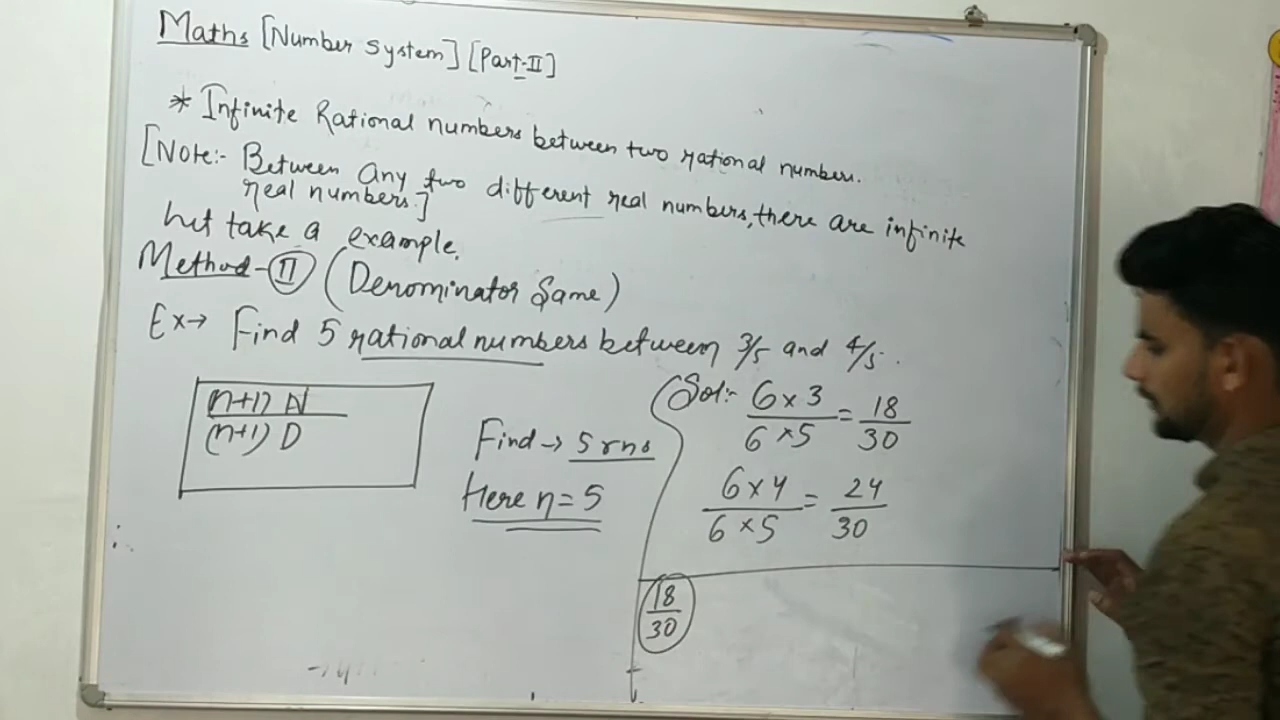 Maths [Number System] [Part-II]
* Infinite Rational numbers between two rational numbers.
[Note:- Between any two different real numbers, there are infinite
real numbers.]
Let take a example.
Method-II (Denominator Same)
Ex→ Find 5 rational numbers between 3/5 and 4/5.
(n+1) N
(n+1) D
Find→ 5 rns
Here n=5
Sol:- 6×3/6×5 = 18/30
6×4/6×5 = 24/30
18/30